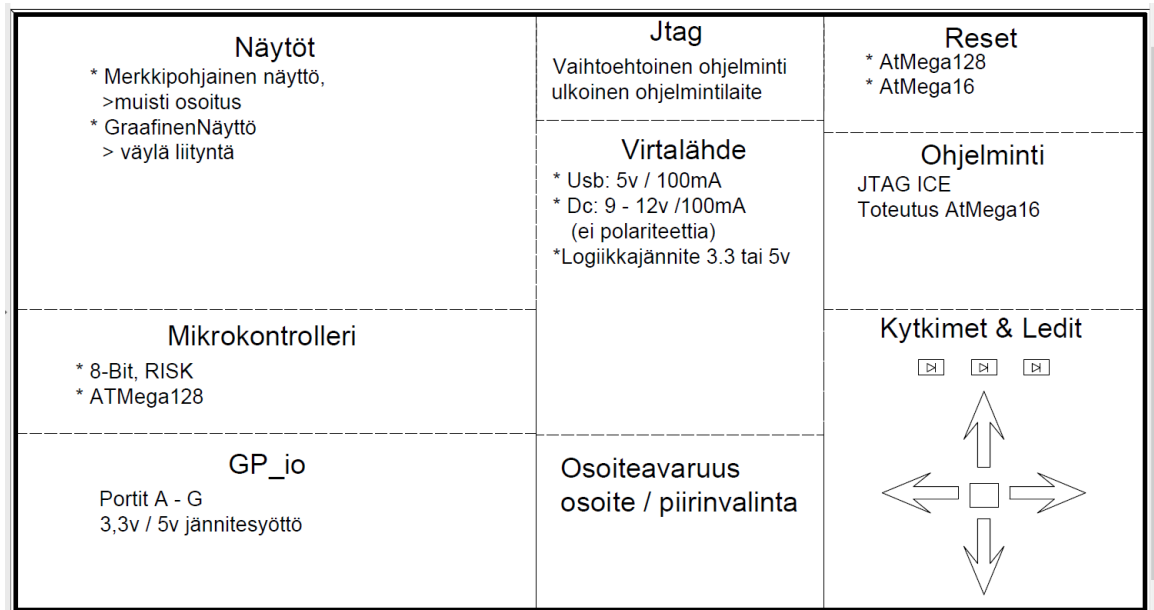 Näytöt
* Merkkipohjainen näyttö,
>muisti osoitus
* GraafinenNäyttö
> väylä liityntä
Mikrokontrolleri
* 8-Bit, RISK
* ATMega128
GP_io
Portit A - G
3,3v / 5v jännitesyöttö
Jtag
Vaihtoehtoinen ohjelminti
ulkoinen ohjelmintilaite
Virtalähde
* Usb: 5v / 100mA
* Dc: 9 - 12v /100mA
(ei polariteettia)
*Logiikkajännite 3.3 tai 5v
Osoiteavaruus
osoite / piirinvalinta
Reset
* AtMega128
* AtMega16
Ohjelminti
JTAG ICE
Toteutus AtMega16
Kytkimet & Ledit